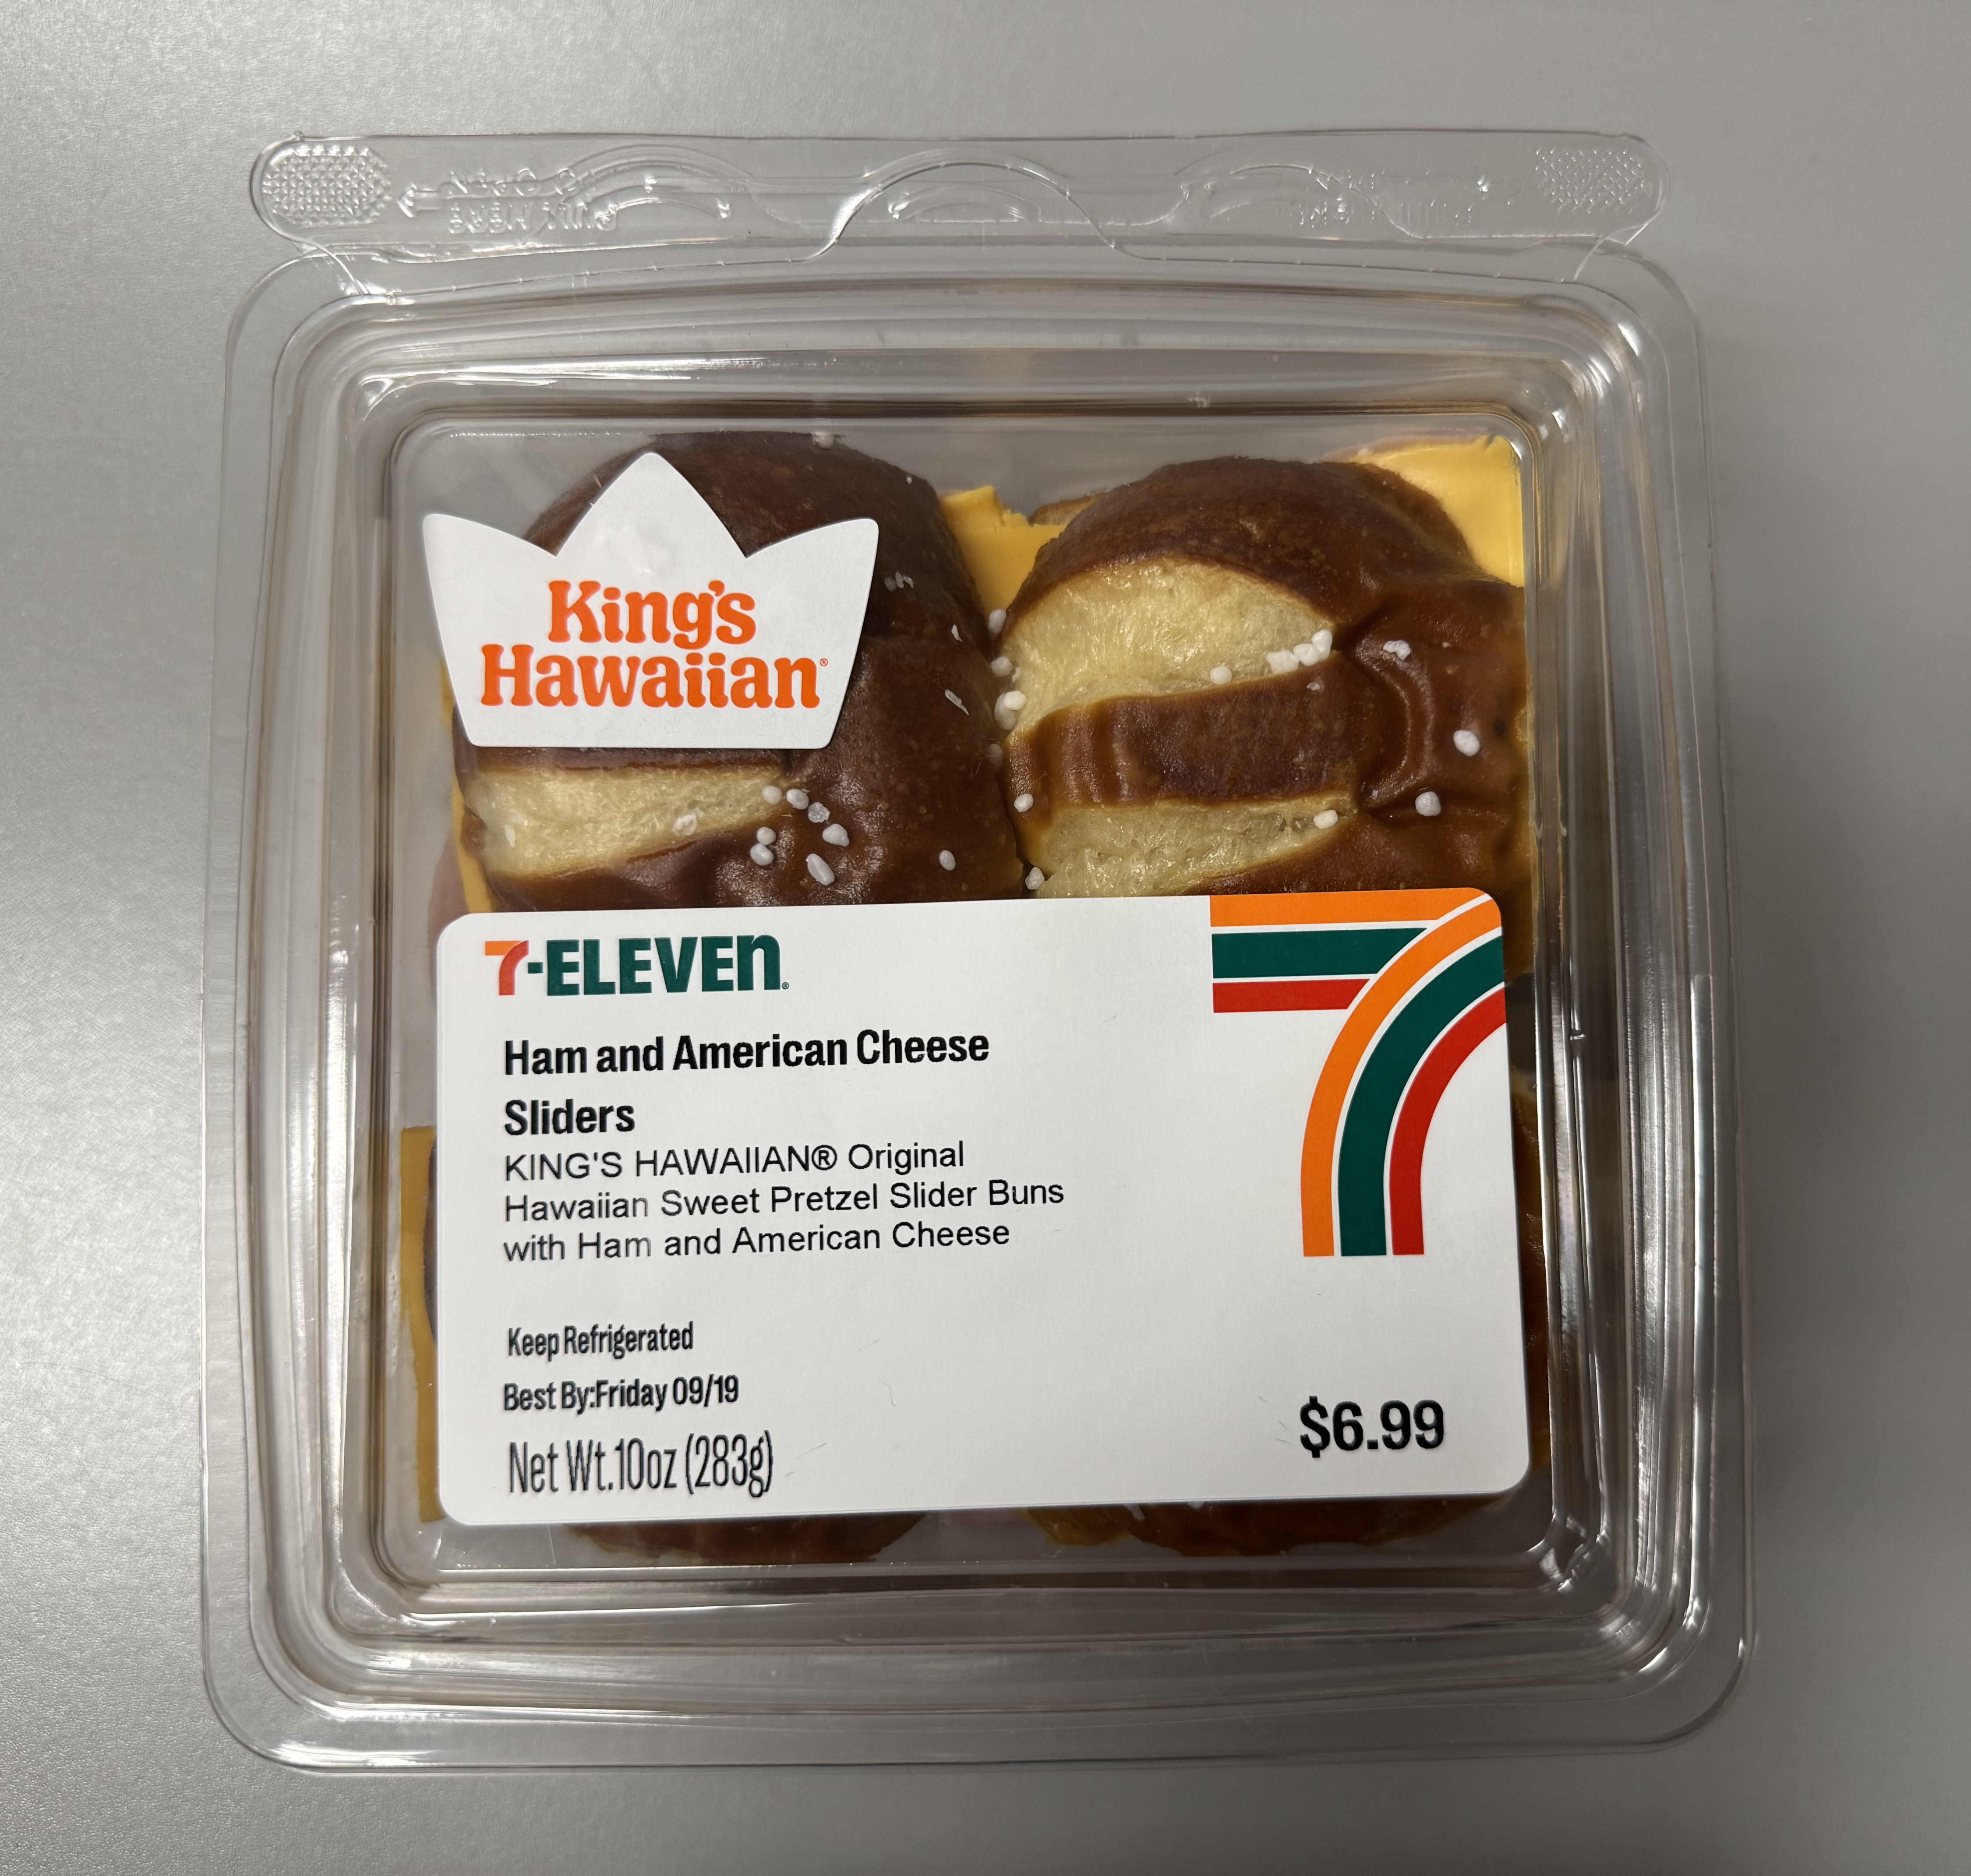 King's
Hawaiian®
7-ELEVEn®
Ham and American Cheese
Sliders
KING'S HAWAIIAN® Original
Hawaiian Sweet Pretzel Slider Buns
with Ham and American Cheese
Keep Refrigerated
Best By:Friday 09/19
Net Wt.10oz (283g)
$6.99